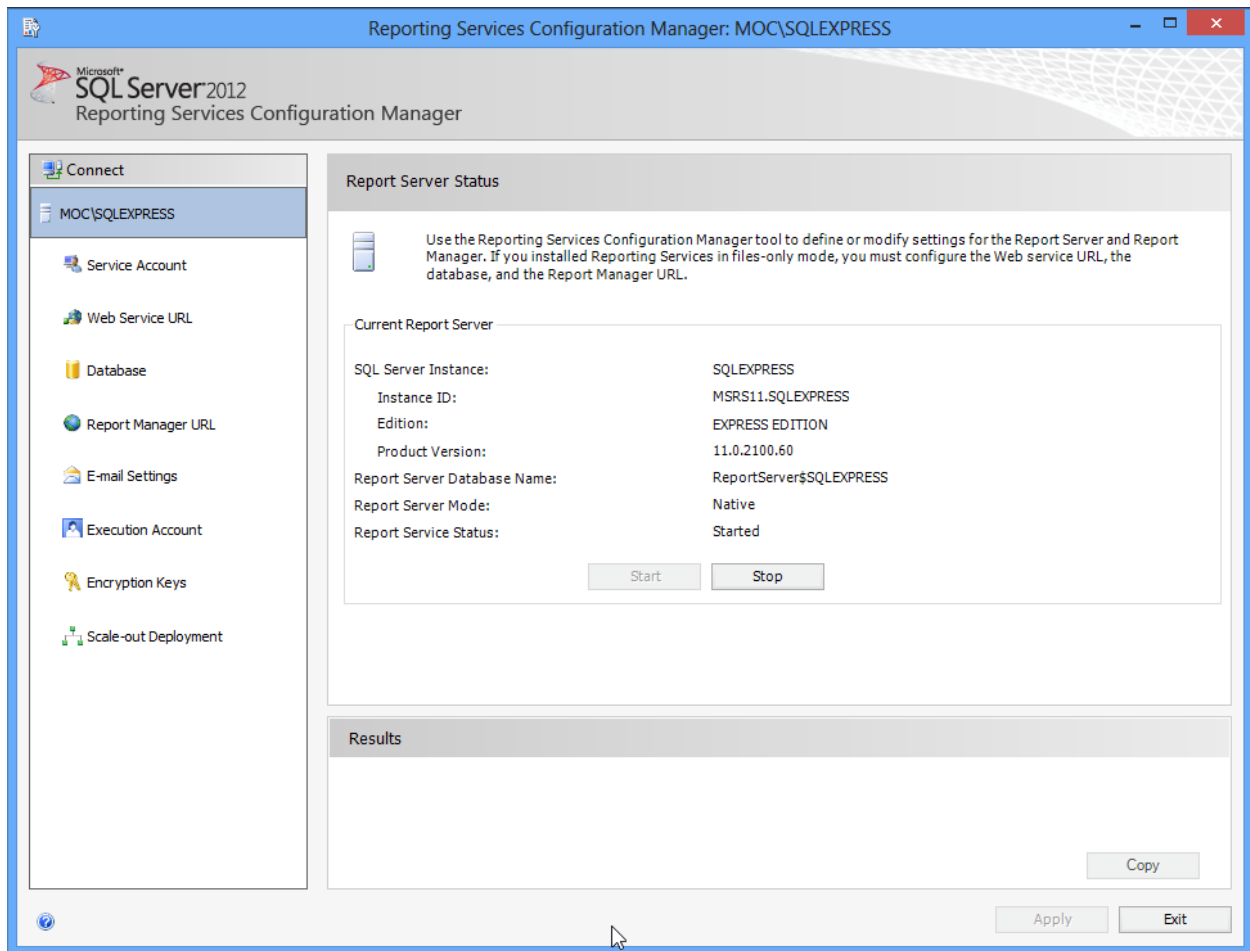 Reporting Services Configuration Manager: MOC\SQLEXPRESS
Microsoft®
SQL Server 2012
Reporting Services Configuration Manager
Connect
MOC\SQLEXPRESS
Service Account
Web Service URL
Database
Report Manager URL
E-mail Settings
Execution Account
Encryption Keys
Scale-out Deployment
Report Server Status
Use the Reporting Services Configuration Manager tool to define or modify settings for the Report Server and Report
Manager. If you installed Reporting Services in files-only mode, you must configure the Web service URL, the
database, and the Report Manager URL.
Current Report Server
SQL Server Instance: SQLEXPRESS
Instance ID: MSRS11.SQLEXPRESS
Edition: EXPRESS EDITION
Product Version: 11.0.2100.60
Report Server Database Name: ReportServer$SQLEXPRESS
Report Server Mode: Native
Report Service Status: Started
Start Stop
Results
Copy
Apply Exit